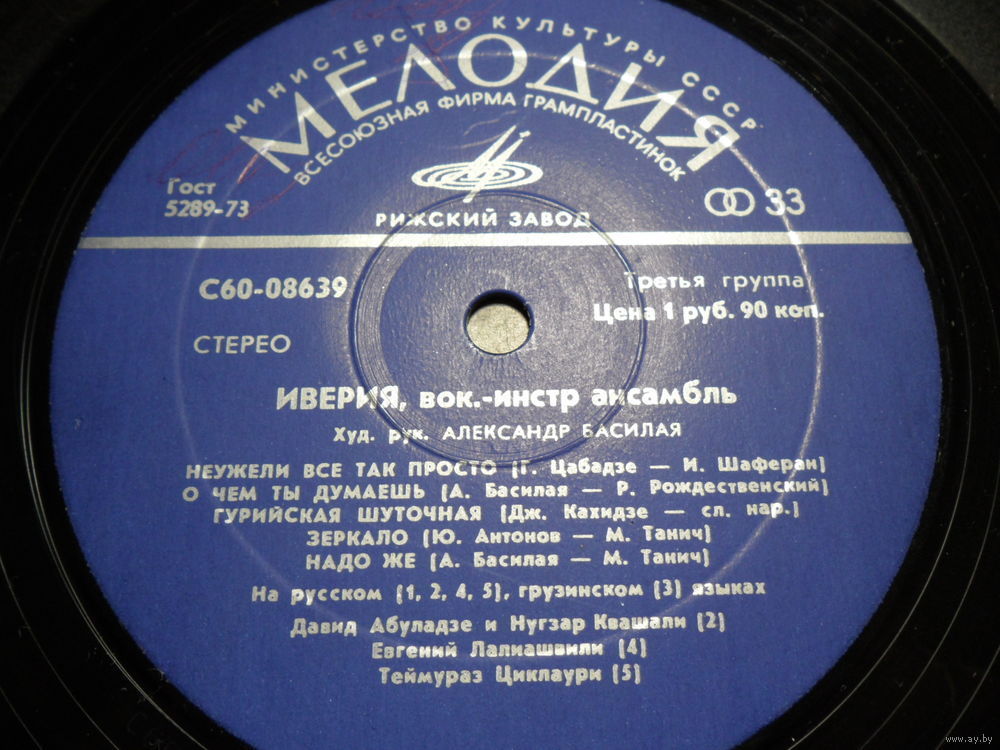 МИНИСТЕРСТВО КУЛЬТУРЫ СССР
МЕЛОДИЯ
ВСЕСОЮЗНАЯ ФИРМА ГРАМПЛАСТИНОК
Гост
5289-73
РИЖСКИЙ ЗАВОД
33
С60-08639
Третья группа
Цена 1 руб. 90 коп.
СТЕРЕО
ИВЕРИЯ, вок.-инстр ансамбль
Худ. рук. АЛЕКСАНДР БАСИЛАЯ
НЕУЖЕЛИ ВСЕ ТАК ПРОСТО (Г. Цабадзе — И. Шаферан)
О ЧЕМ ТЫ ДУМАЕШЬ (А. Басилая — Р. Рождественский)
ГУРИЙСКАЯ ШУТОЧНАЯ (Дж. Кахидзе — сл. нар.)
ЗЕРКАЛО (Ю. Антонов — М. Танич)
НАДО ЖЕ (А. Басилая — М. Танич)
На русском (1, 2, 4, 5), грузинском (3) языках
Давид Абуладзе и Нугзар Квашали (2)
Евгений Лалиашвили (4)
Теймураз Циклаури (5)
www.ay.by